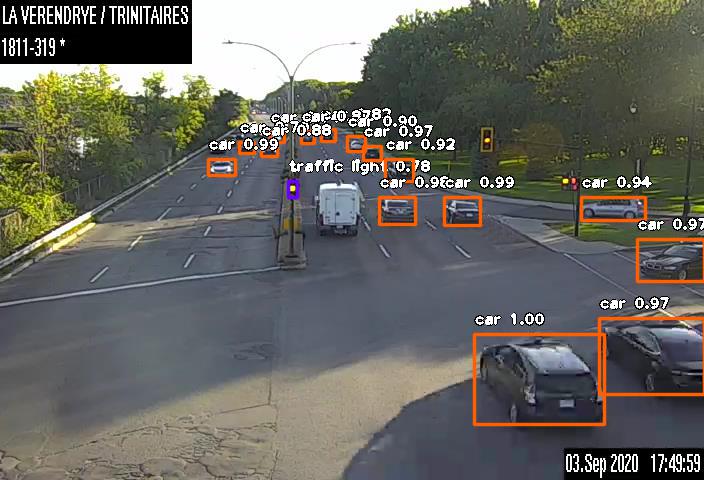 LA VERENDRYE / TRINITAIRES
1811-319 *
car 0.90
car 0.88
car 0.97
car 0.99
car 0.92
traffic light 0.78
car 0.99
car 0.94
car 0.97
car 0.97
car 1.00
03.Sep 2020 17:49:59